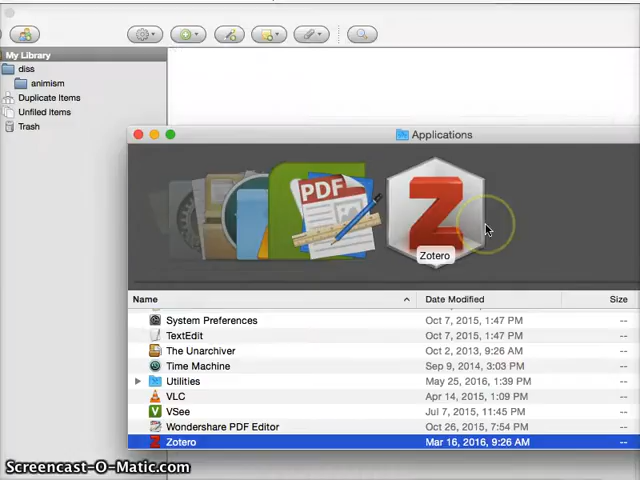 My Library
diss
animism
Duplicate Items
Unfiled Items
Trash
Applications
PDF
Z
Zotero
Name Date Modified Size
System Preferences Oct 7, 2015, 1:47 PM --
TextEdit Oct 7, 2015, 1:47 PM --
The Unarchiver Oct 2, 2013, 9:26 AM --
Time Machine Sep 9, 2014, 3:03 PM --
Utilities May 25, 2016, 1:39 PM --
VLC Apr 14, 2015, 1:09 PM --
VSee Jul 7, 2015, 11:45 PM --
Wondershare PDF Editor Oct 26, 2015, 7:54 PM --
Zotero Mar 16, 2016, 9:26 AM --
Screencast-O-Matic.com